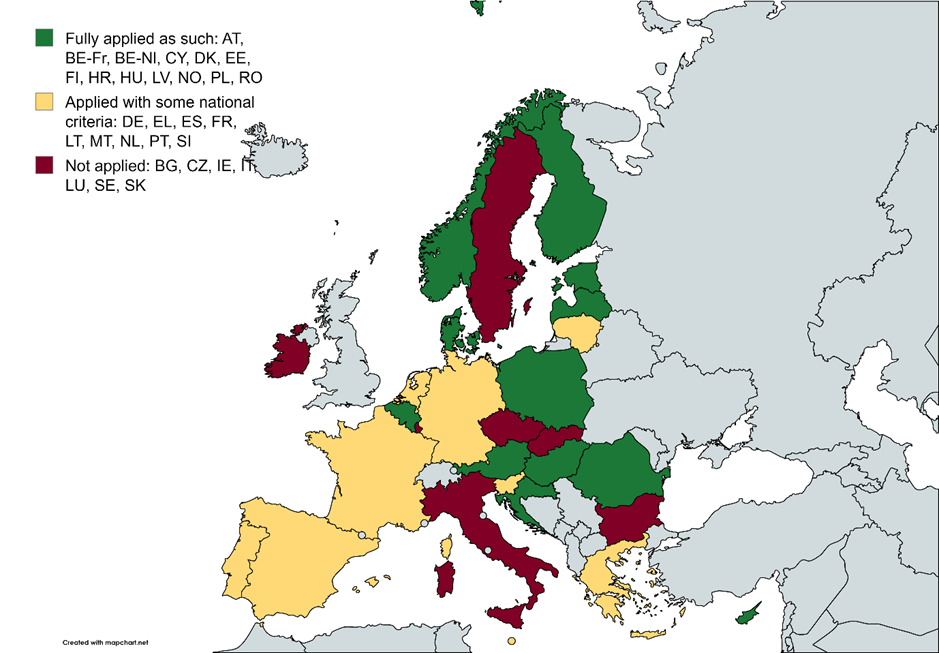 Fully applied as such: AT,
BE-Fr, BE-Nl, CY, DK, EE,
FI, HR, HU, LV, NO, PL, RO
Applied with some national
criteria: DE, EL, ES, FR,
LT, MT, NL, PT, SI
Not applied: BG, CZ, IE, IT,
LU, SE, SK
Created with mapchart.net